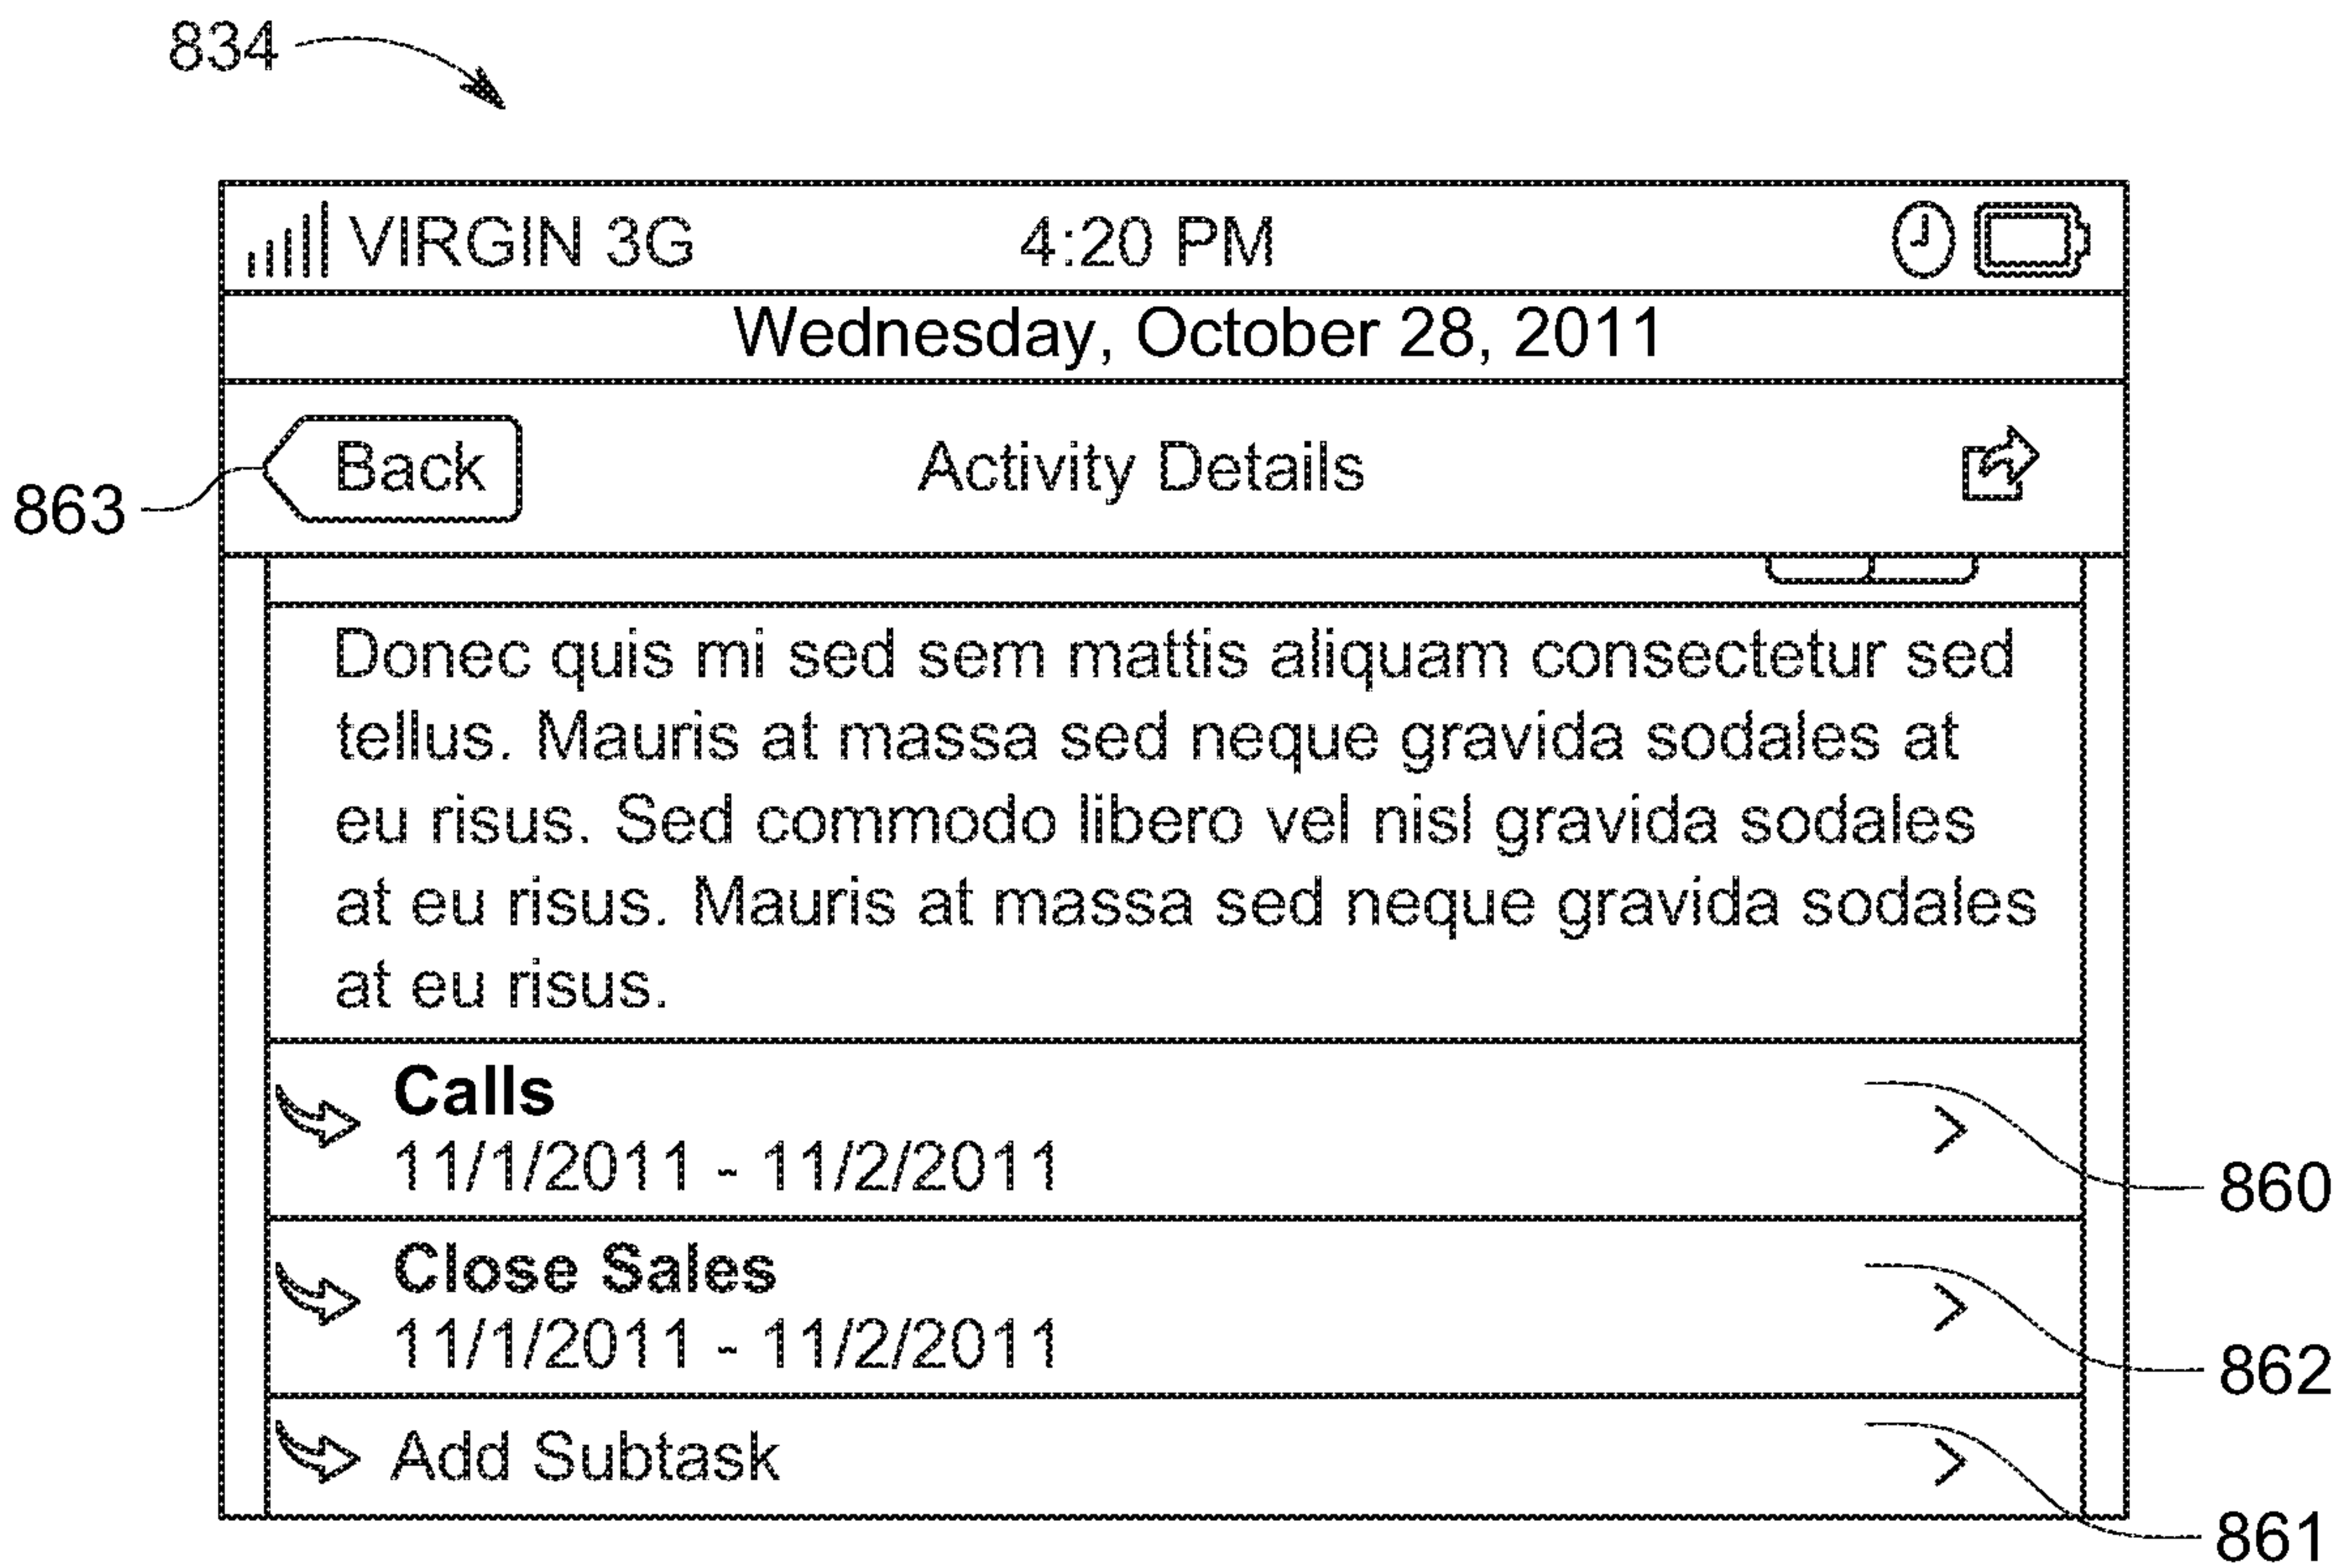 834
VIRGIN 3G 4:20 PM
Wednesday, October 28, 2011
Back Activity Details
863
Donec quis mi sed sem mattis aliquam consectetur sed
tellus. Mauris at massa sed neque gravida sodales at
eu risus. Sed commodo libero vel nisl gravida sodales
at eu risus. Mauris at massa sed neque gravida sodales
at eu risus.
Calls
11/1/2011 - 11/2/2011
860
Close Sales
11/1/2011 - 11/2/2011
862
Add Subtask
861